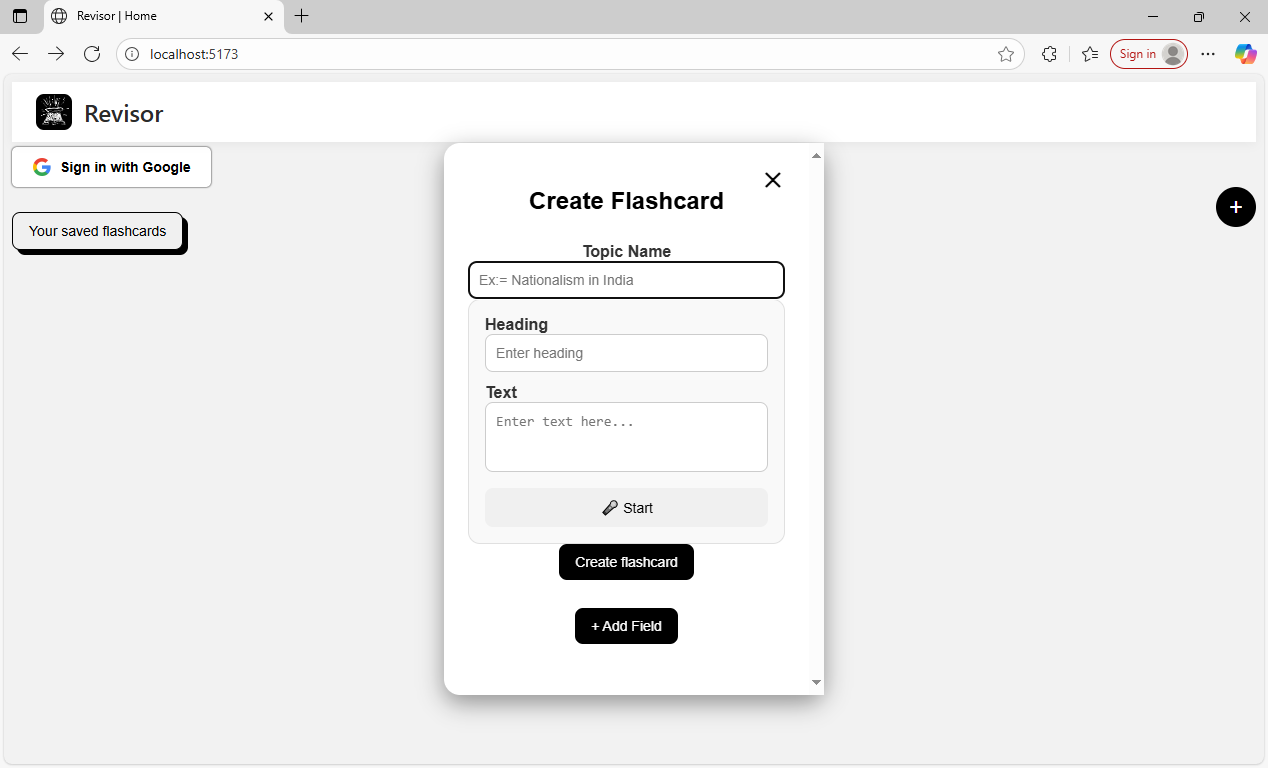 Revisor | Home
localhost:5173
Sign in
Revisor
Sign in with Google
Your saved flashcards
+
Create Flashcard
Topic Name
Ex:= Nationalism in India
Heading
Enter heading
Text
Enter text here...
Start
Create flashcard
+ Add Field